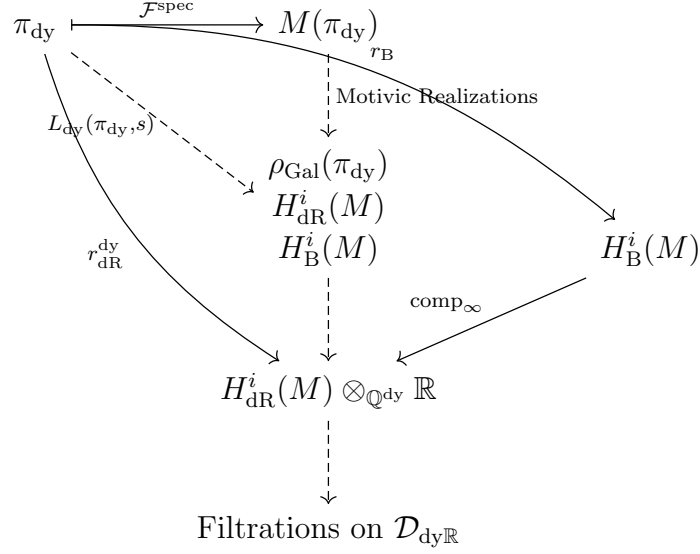 π_dy
𝓕^spec
M(π_dy)
r_B
Motivic Realizations
L_dy(π_dy,s)
ρ_Gal(π_dy)
H^i_dR(M)
H^i_B(M)
H^i_B(M)
r^dy_dR
comp_∞
H^i_dR(M) ⊗_ℚ^dy ℝ
Filtrations on 𝒟_dyℝ